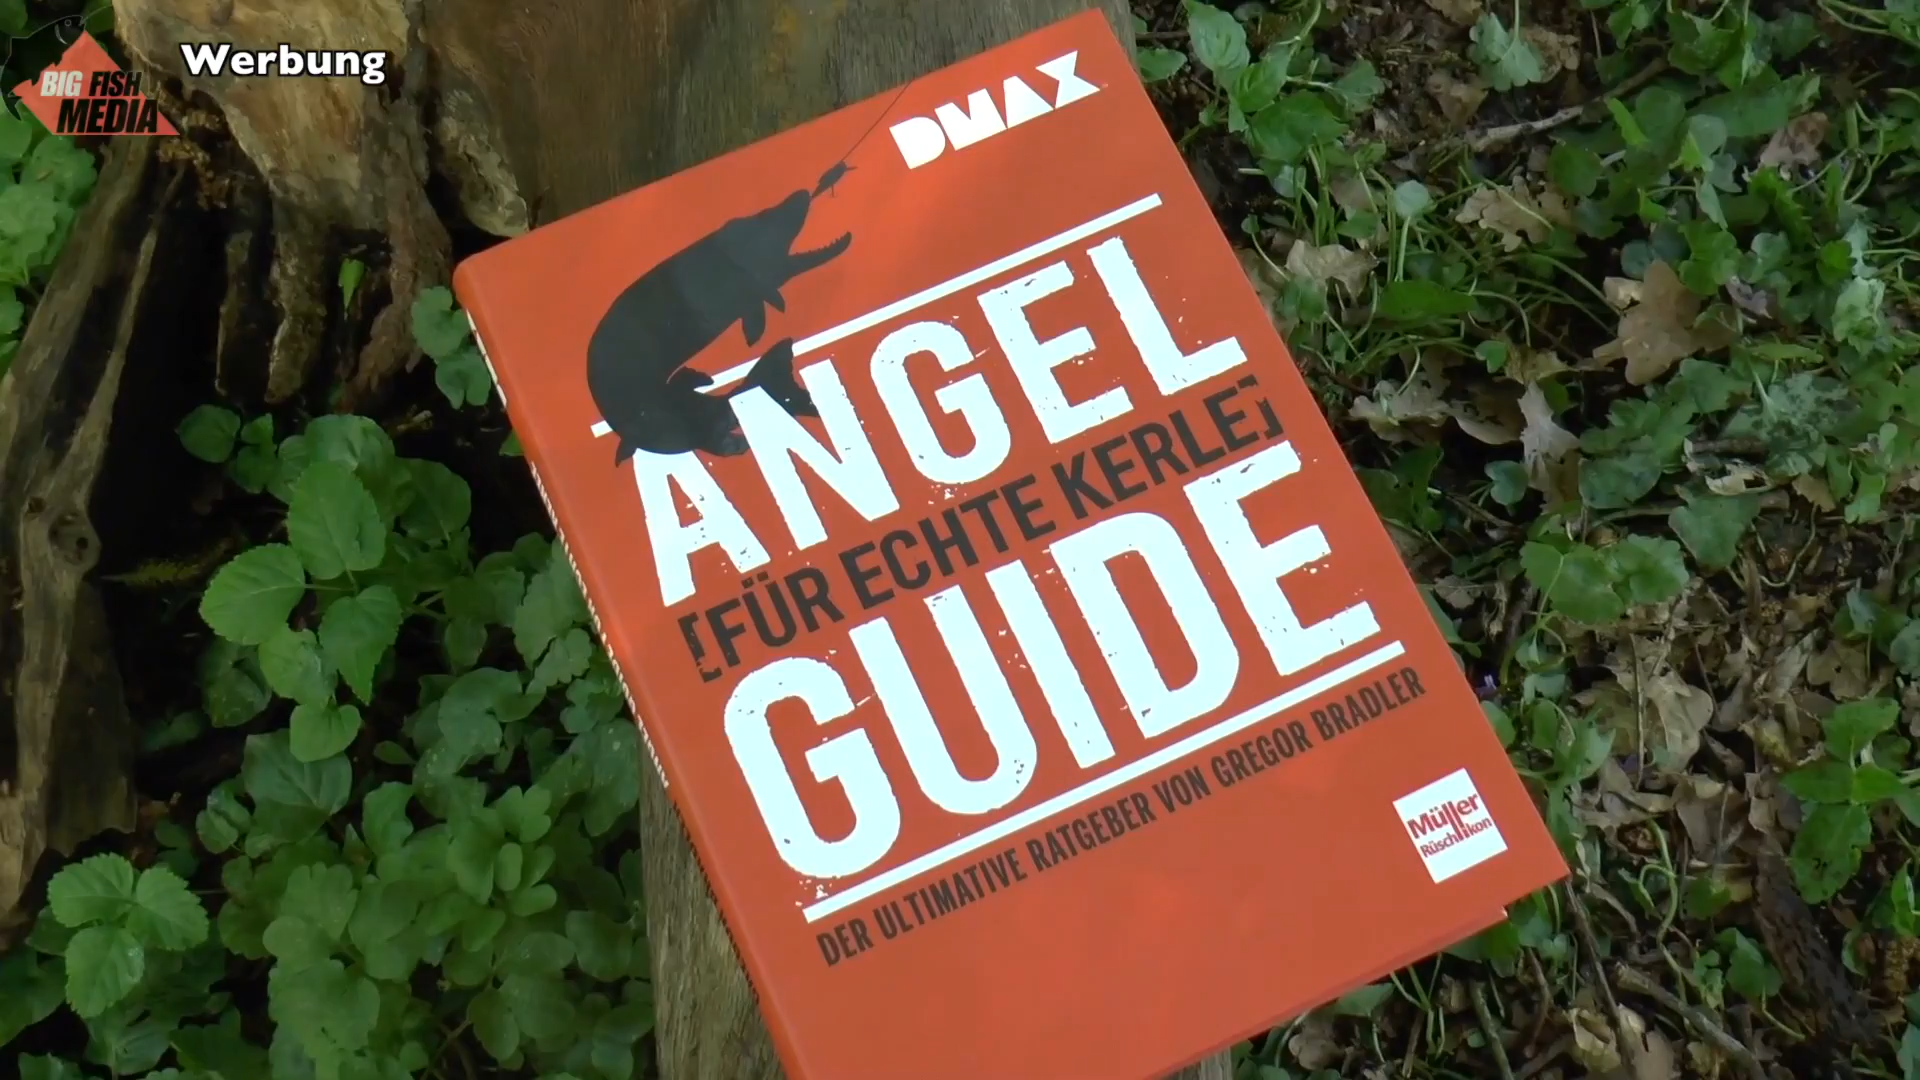 BIG FISH
MEDIA
Werbung
DMAX
ANGEL
[FÜR ECHTE KERLE]
GUIDE
DER ULTIMATIVE RATGEBER VON GREGOR BRADLER
Müller
Rüschlikon